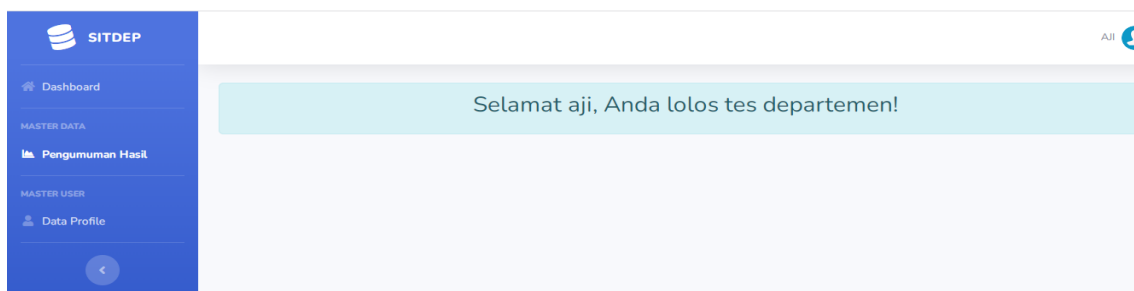 SITDEP
AJI
Dashboard
Selamat aji, Anda lolos tes departemen!
MASTER DATA
Pengumuman Hasil
MASTER USER
Data Profile